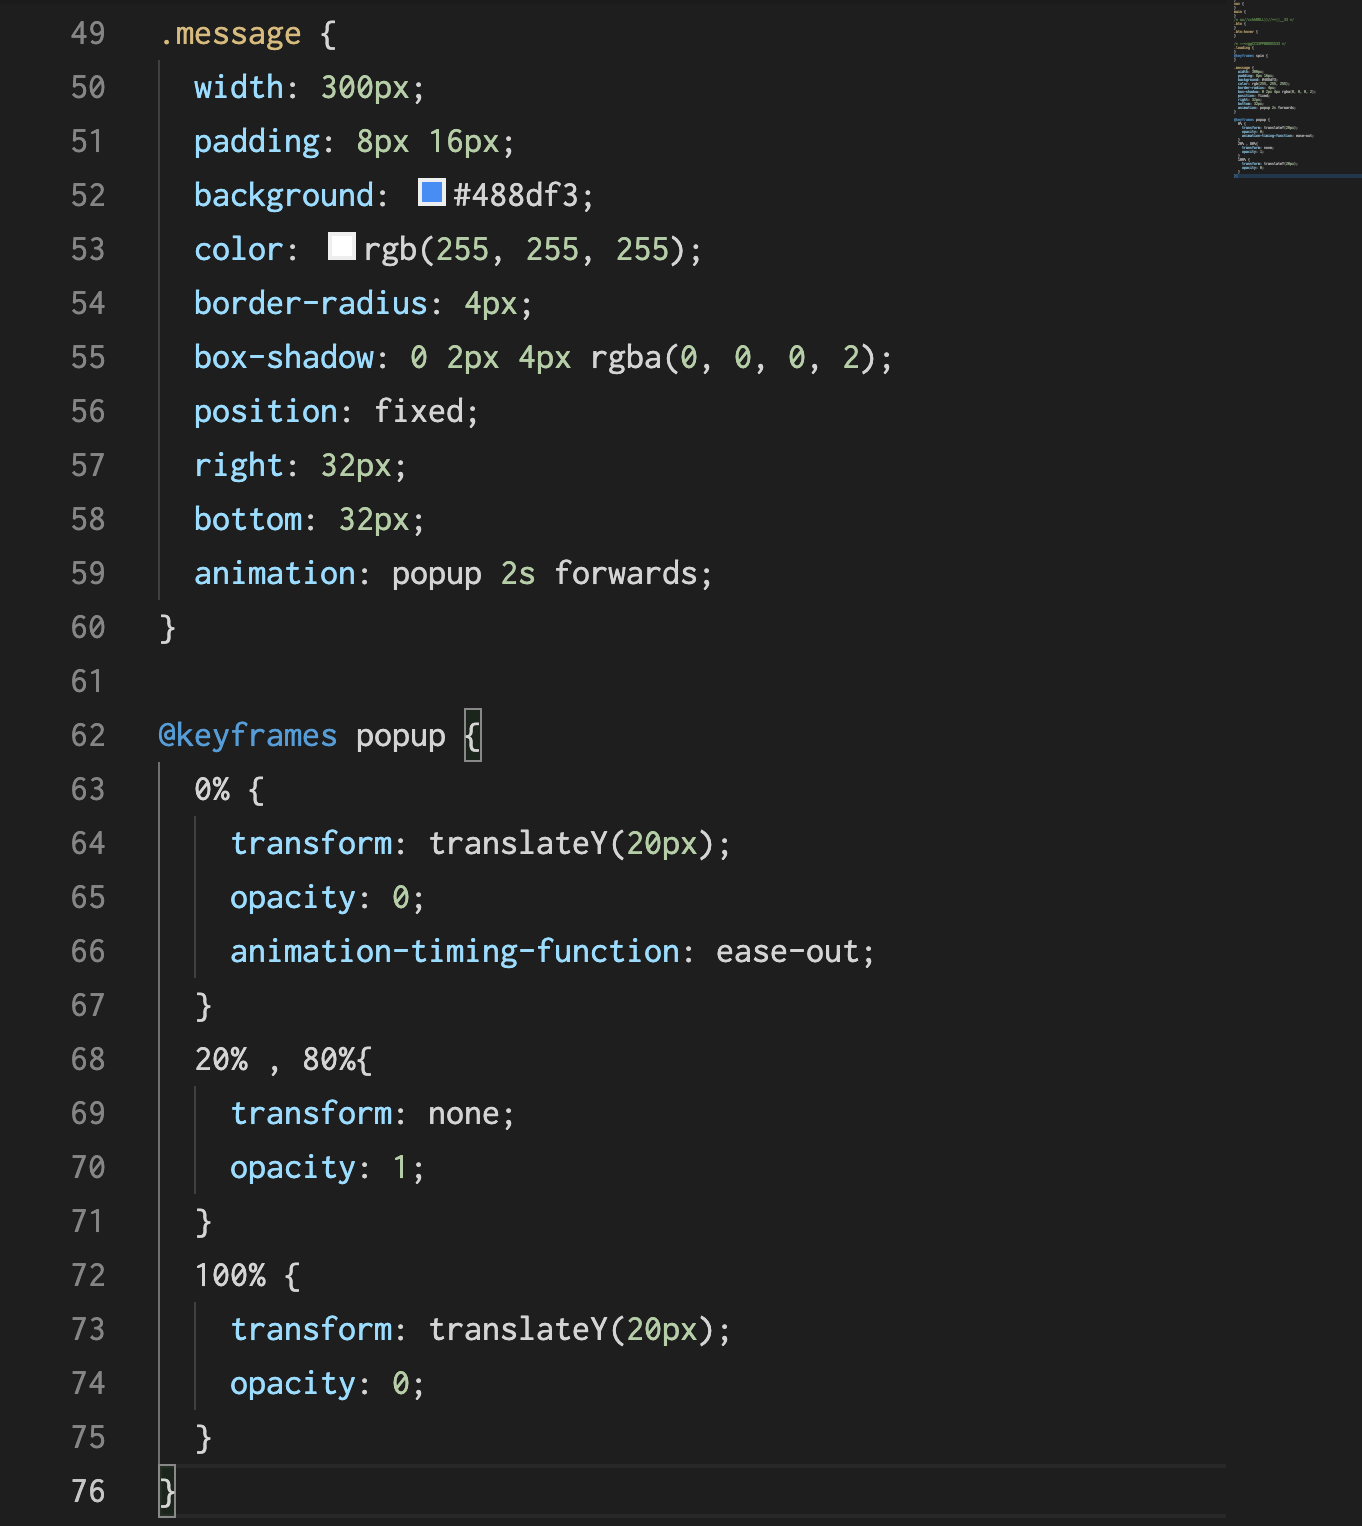 49 .message {
50 width: 300px;
51 padding: 8px 16px;
52 background: #488df3;
53 color: rgb(255, 255, 255);
54 border-radius: 4px;
55 box-shadow: 0 2px 4px rgba(0, 0, 0, 2);
56 position: fixed;
57 right: 32px;
58 bottom: 32px;
59 animation: popup 2s forwards;
60 }
61
62 @keyframes popup {
63 0% {
64 transform: translateY(20px);
65 opacity: 0;
66 animation-timing-function: ease-out;
67 }
68 20% , 80%{
69 transform: none;
70 opacity: 1;
71 }
72 100% {
73 transform: translateY(20px);
74 opacity: 0;
75 }
76 }